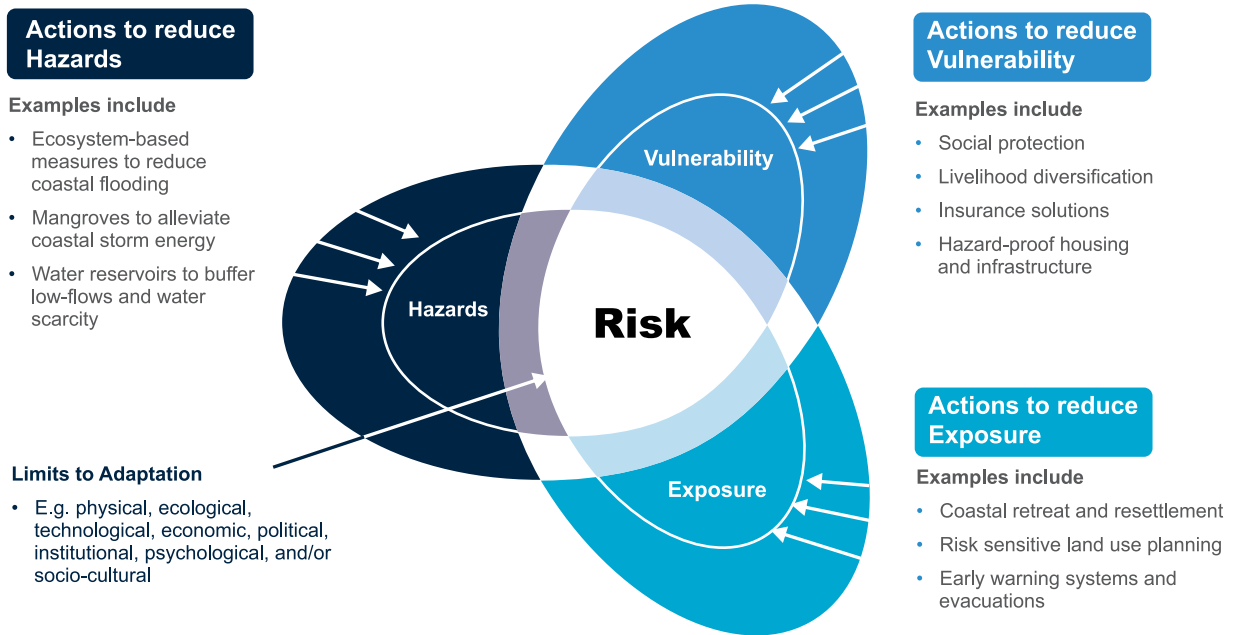 Actions to reduce
Hazards
Examples include
• Ecosystem-based
measures to reduce
coastal flooding
• Mangroves to alleviate
coastal storm energy
• Water reservoirs to buffer
low-flows and water
scarcity
Limits to Adaptation
• E.g. physical, ecological,
technological, economic, political,
institutional, psychological, and/or
socio-cultural
Vulnerability
Hazards
Risk
Exposure
Actions to reduce
Vulnerability
Examples include
• Social protection
• Livelihood diversification
• Insurance solutions
• Hazard-proof housing
and infrastructure
Actions to reduce
Exposure
Examples include
• Coastal retreat and resettlement
• Risk sensitive land use planning
• Early warning systems and
evacuations